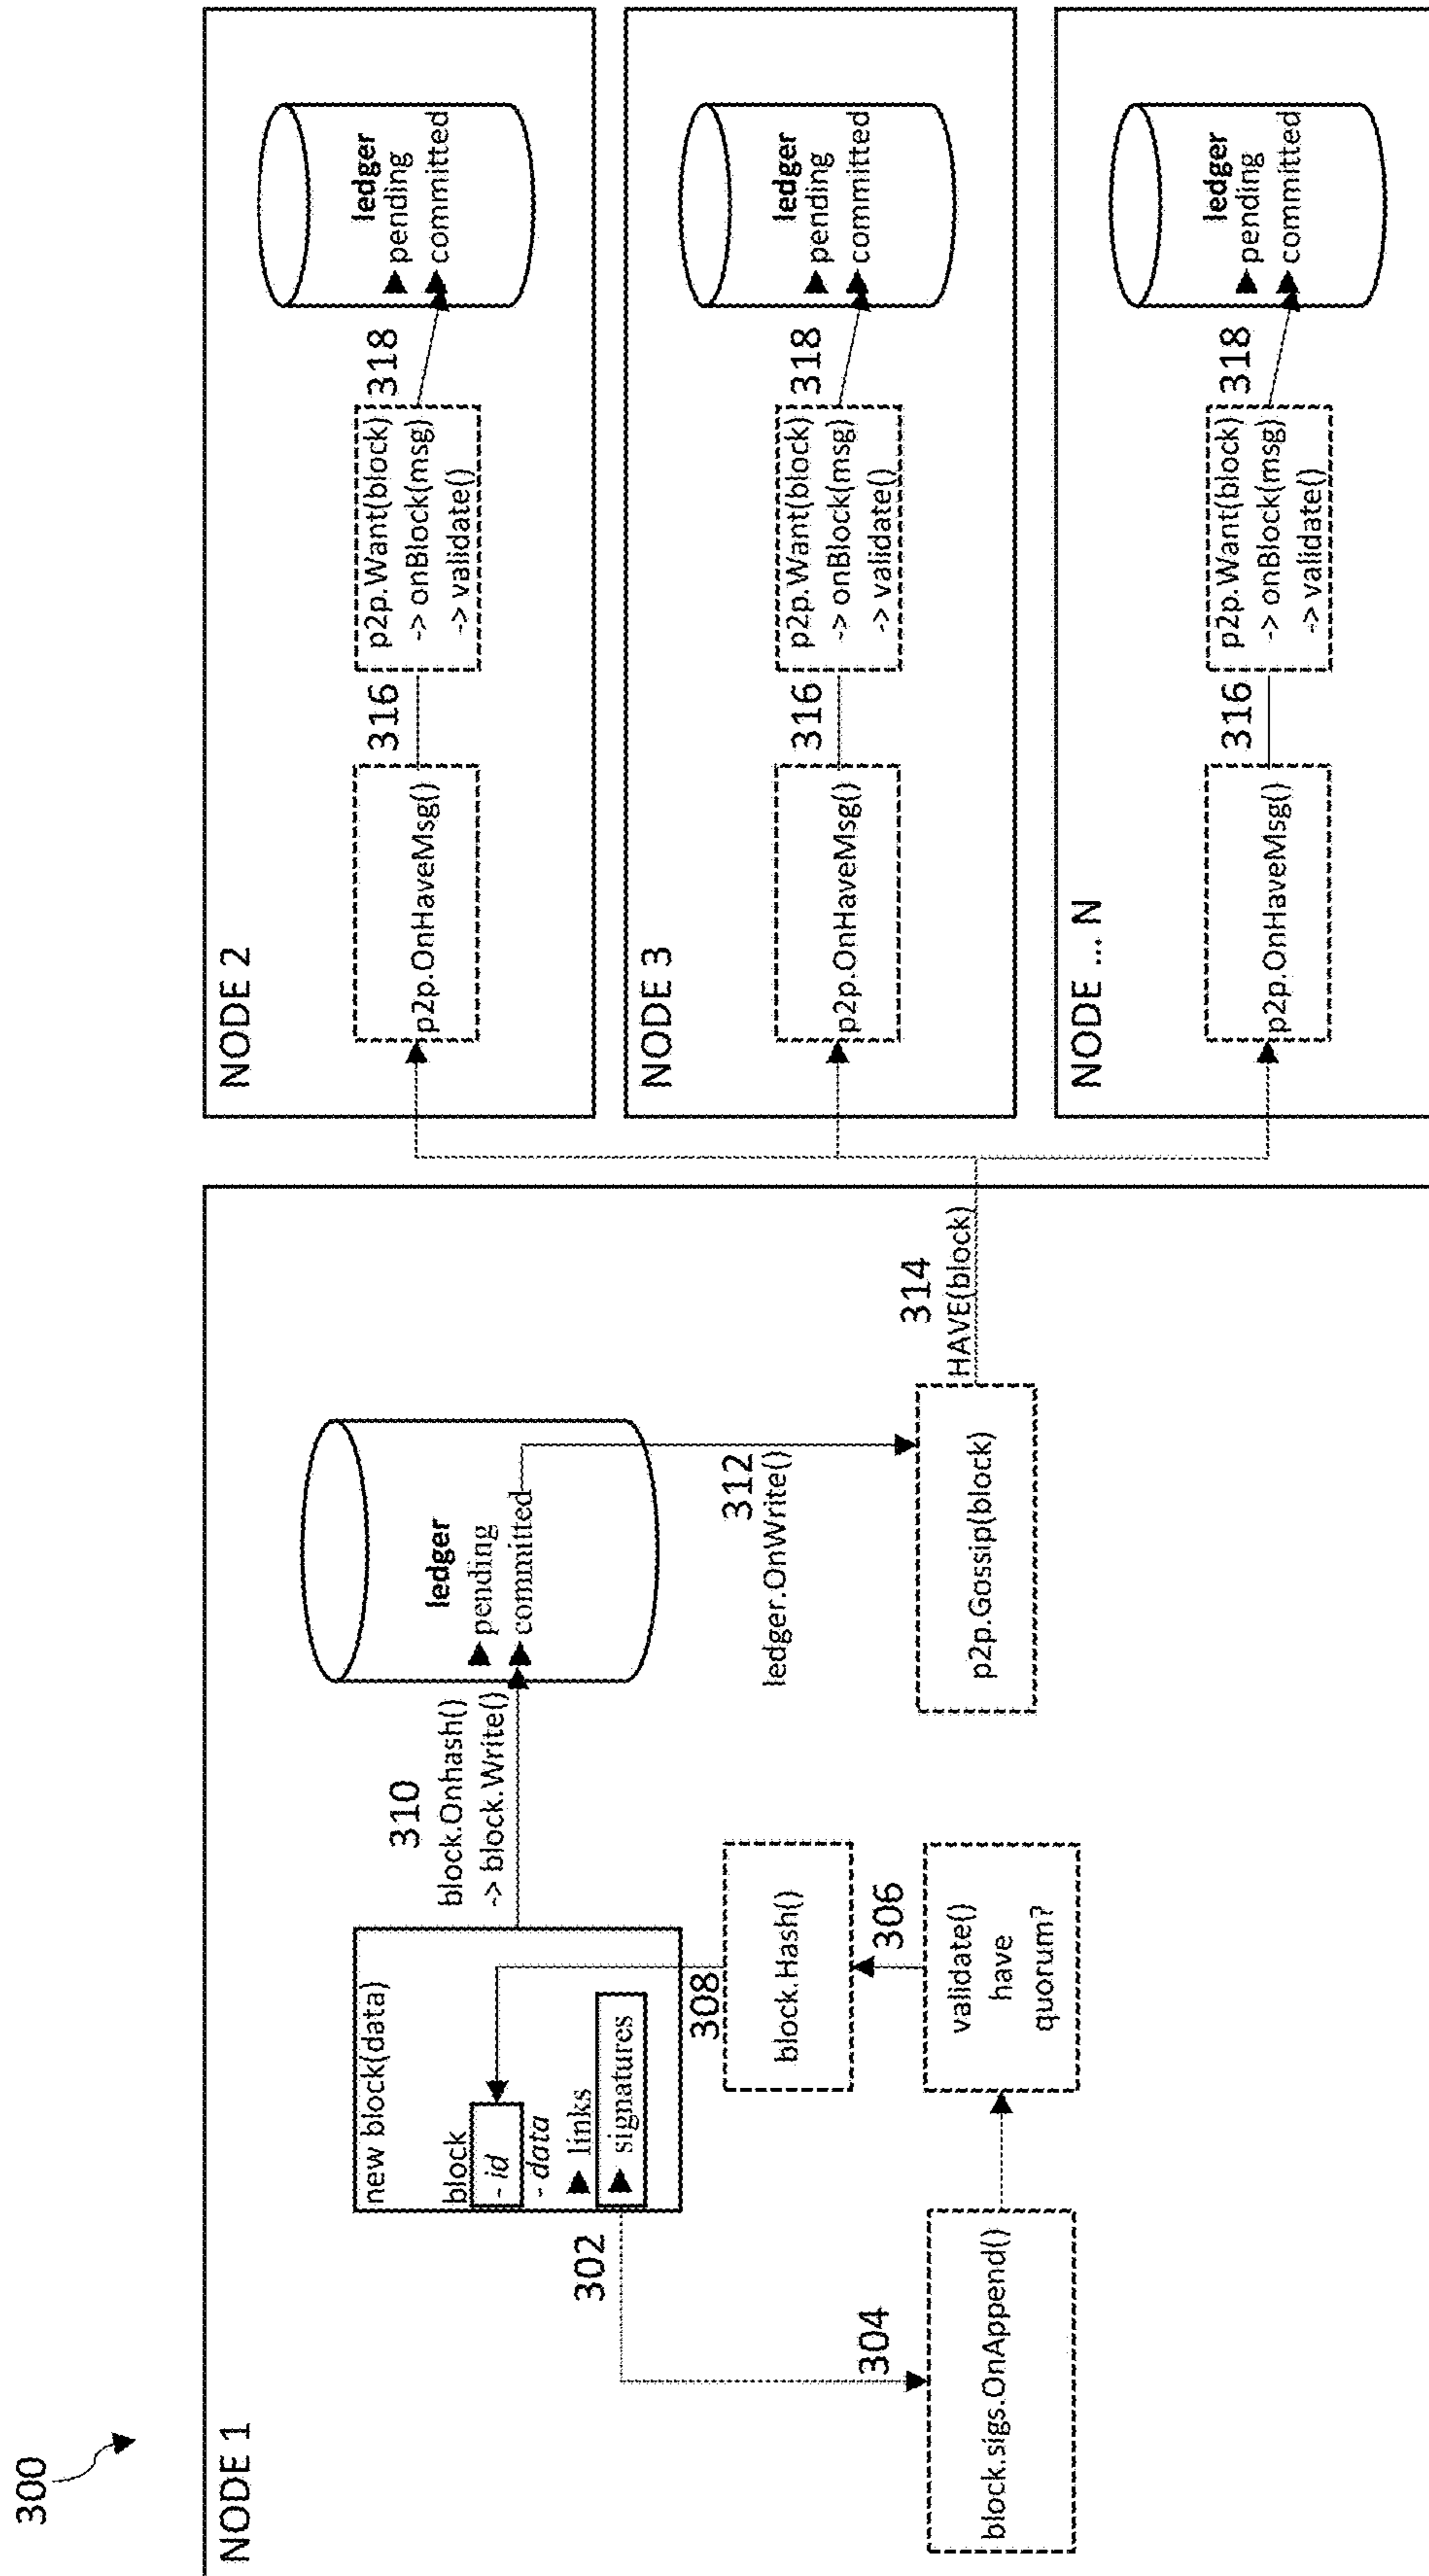 300
NODE 1
new block(data)
block
- id
- data
▶ links
▶ signatures
302
304
block.sigs.OnAppend()
validate()
have
quorum?
306
block.Hash()
308
310
block.Onhash()
-> block.Write()
ledger
▶ pending
▶ committed
312
ledger.OnWrite()
p2p.Gossip(block)
314
HAVE(block)
NODE 2
p2p.OnHaveMsg()
316
p2p.Want(block)
-> onBlock(msg)
-> validate()
318
ledger
▶ pending
▶ committed
NODE 3
p2p.OnHaveMsg()
316
p2p.Want(block)
-> onBlock(msg)
-> validate()
318
ledger
▶ pending
▶ committed
NODE ... N
p2p.OnHaveMsg()
316
p2p.Want(block)
-> onBlock(msg)
-> validate()
318
ledger
▶ pending
▶ committed